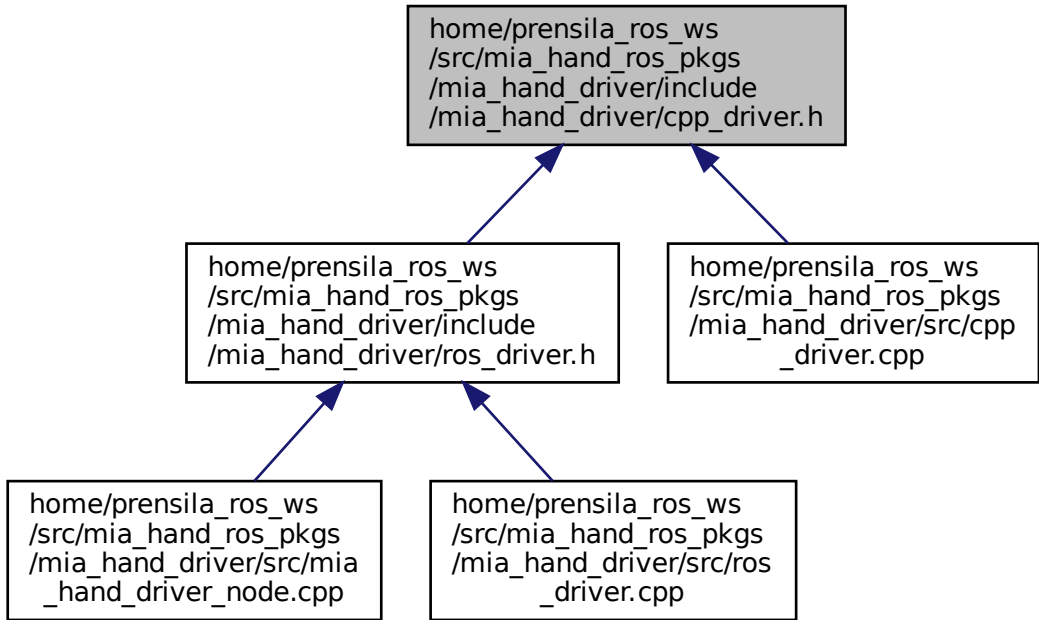 home/prensila_ros_ws
/src/mia_hand_ros_pkgs
/mia_hand_driver/include
/mia_hand_driver/cpp_driver.h
home/prensila_ros_ws
/src/mia_hand_ros_pkgs
/mia_hand_driver/include
/mia_hand_driver/ros_driver.h
home/prensila_ros_ws
/src/mia_hand_ros_pkgs
/mia_hand_driver/src/cpp
_driver.cpp
home/prensila_ros_ws
/src/mia_hand_ros_pkgs
/mia_hand_driver/src/mia
_hand_driver_node.cpp
home/prensila_ros_ws
/src/mia_hand_ros_pkgs
/mia_hand_driver/src/ros
_driver.cpp